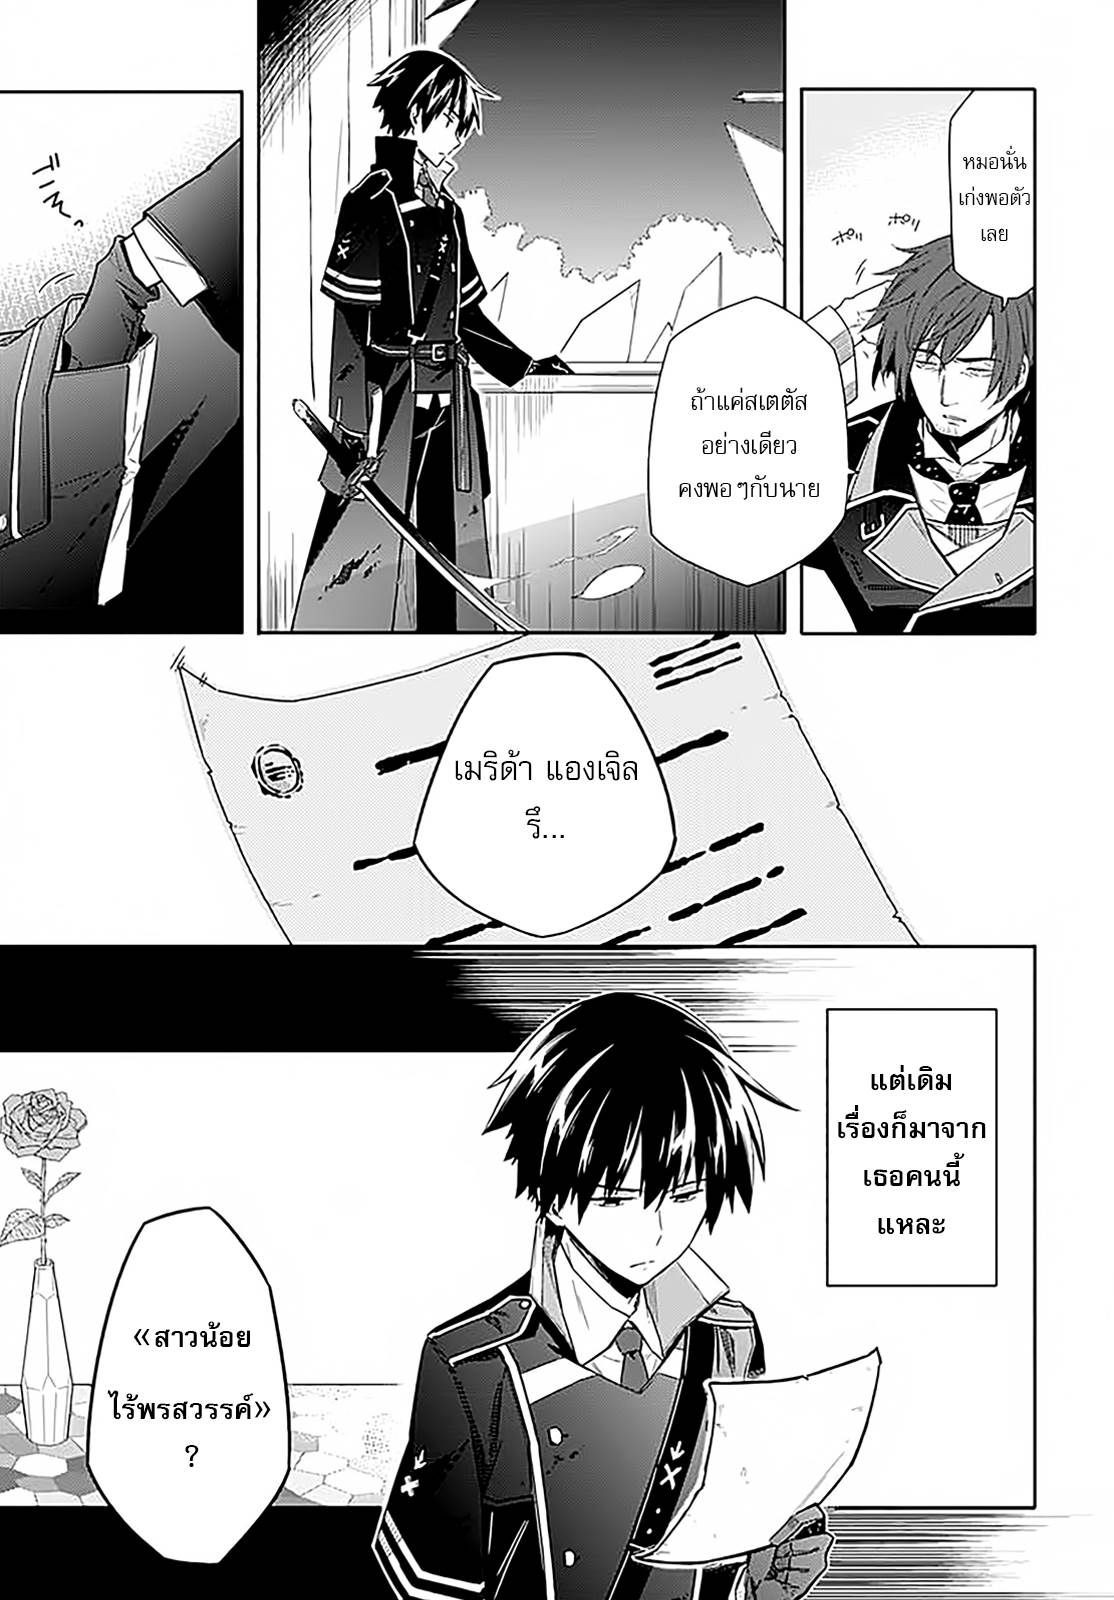 หมอนั่น
เก่งพอตัว
เลย
ポリ
ポリ
ถ้าแค่สเตตัส
อย่างเดียว
คงพอๆกับนาย
เมริด้า แองเจิล
รึ...
แต่เดิม
เรื่องก็มาจาก
เธอคนนี้
แหละ
《สาวน้อย
ไร้พรสวรรค์》
?